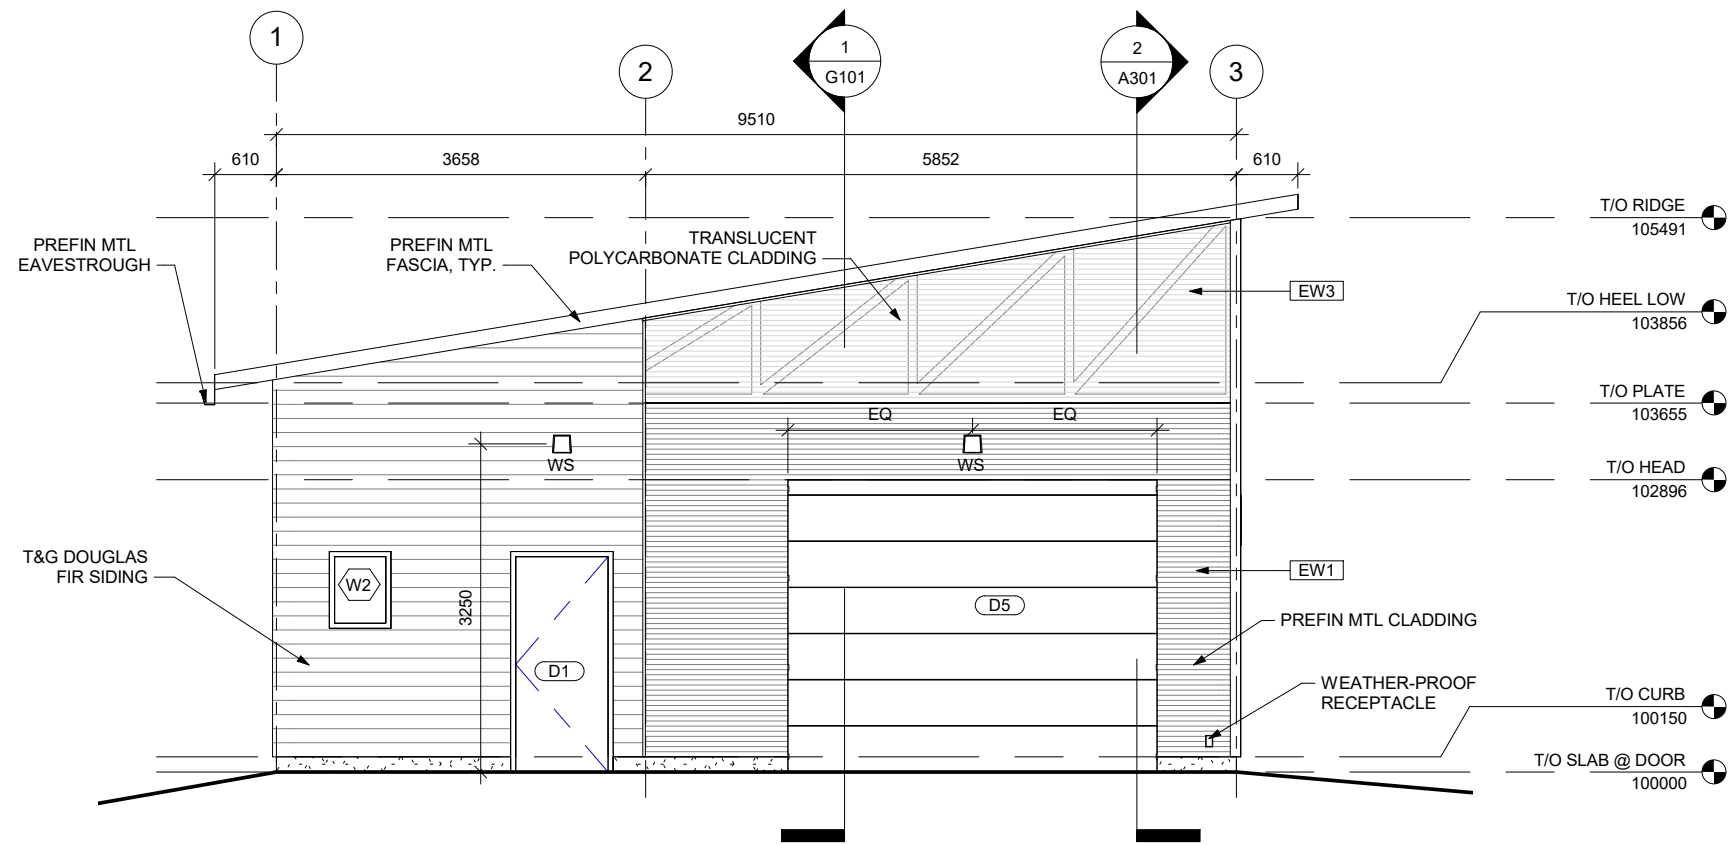 1
2
1
G101
2
A301
3
9510
610
3658
5852
610
T/O RIDGE
105491
PREFIN MTL
EAVESTROUGH
PREFIN MTL
FASCIA, TYP.
TRANSLUCENT
POLYCARBONATE CLADDING
EW3
T/O HEEL LOW
103856
T/O PLATE
103655
EQ
EQ
WS
WS
T/O HEAD
102896
T&G DOUGLAS
FIR SIDING
W2
3250
D1
D5
EW1
PREFIN MTL CLADDING
WEATHER-PROOF
RECEPTACLE
T/O CURB
100150
T/O SLAB @ DOOR
100000